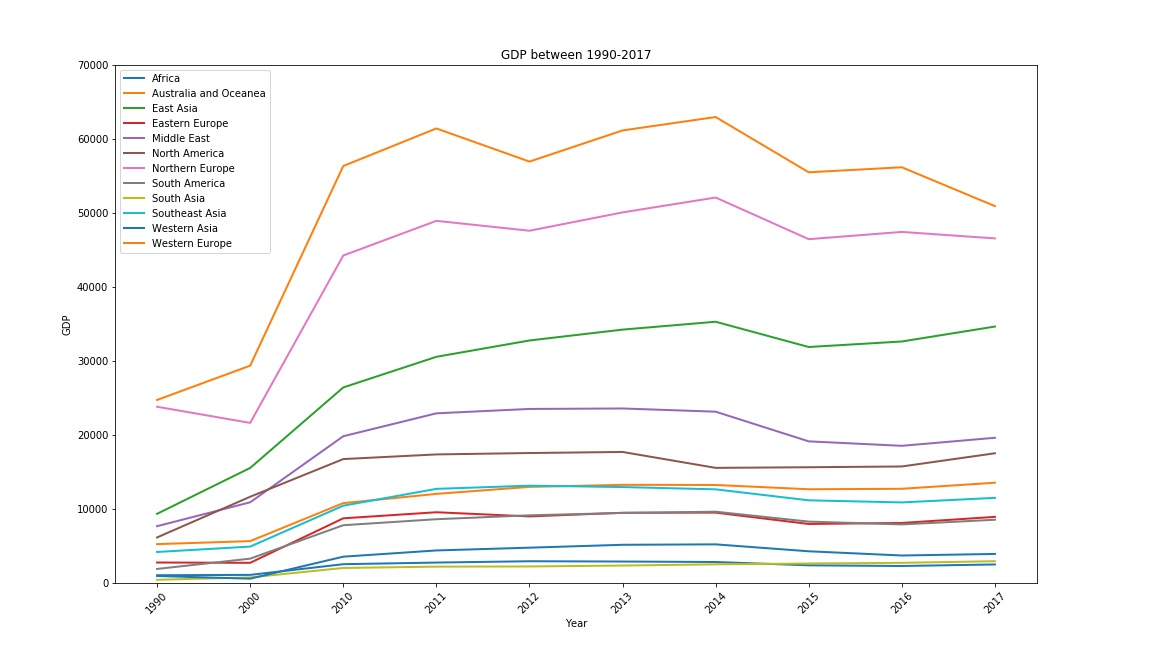 GDP between 1990-2017
70000
60000
50000
40000
30000
20000
10000
0
GDP
Africa
Australia and Oceanea
East Asia
Eastern Europe
Middle East
North America
Northern Europe
South America
South Asia
Southeast Asia
Western Asia
Western Europe
1990 2000 2010 2011 2012 2013 2014 2015 2016 2017
Year